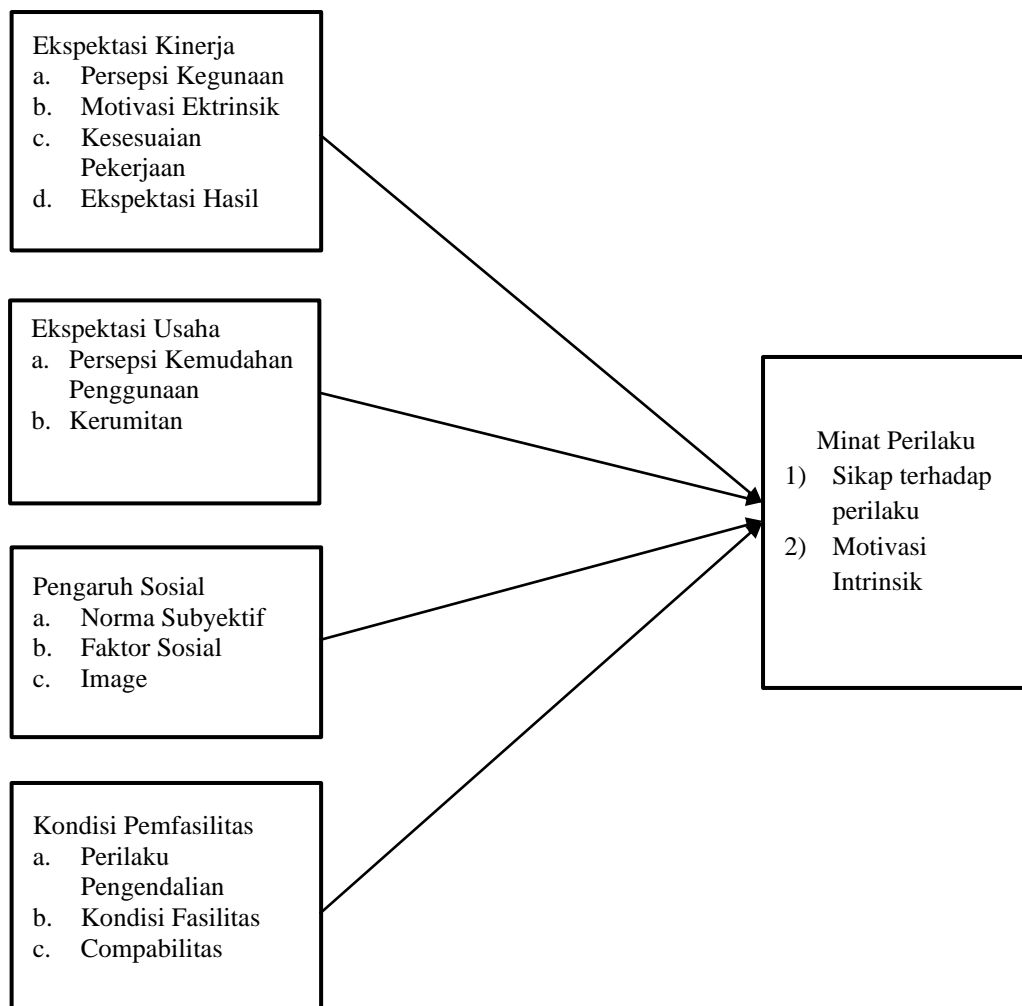 Ekspektasi Kinerja
a. Persepsi Kegunaan
b. Motivasi Ektrinsik
c. Kesesuaian
Pekerjaan
d. Ekspektasi Hasil
Ekspektasi Usaha
a. Persepsi Kemudahan
Penggunaan
b. Kerumitan
Pengaruh Sosial
a. Norma Subyektif
b. Faktor Sosial
c. Image
Kondisi Pemfasilitas
a. Perilaku
Pengendalian
b. Kondisi Fasilitas
c. Compabilitas
Minat Perilaku
1) Sikap terhadap
perilaku
2) Motivasi
Intrinsik